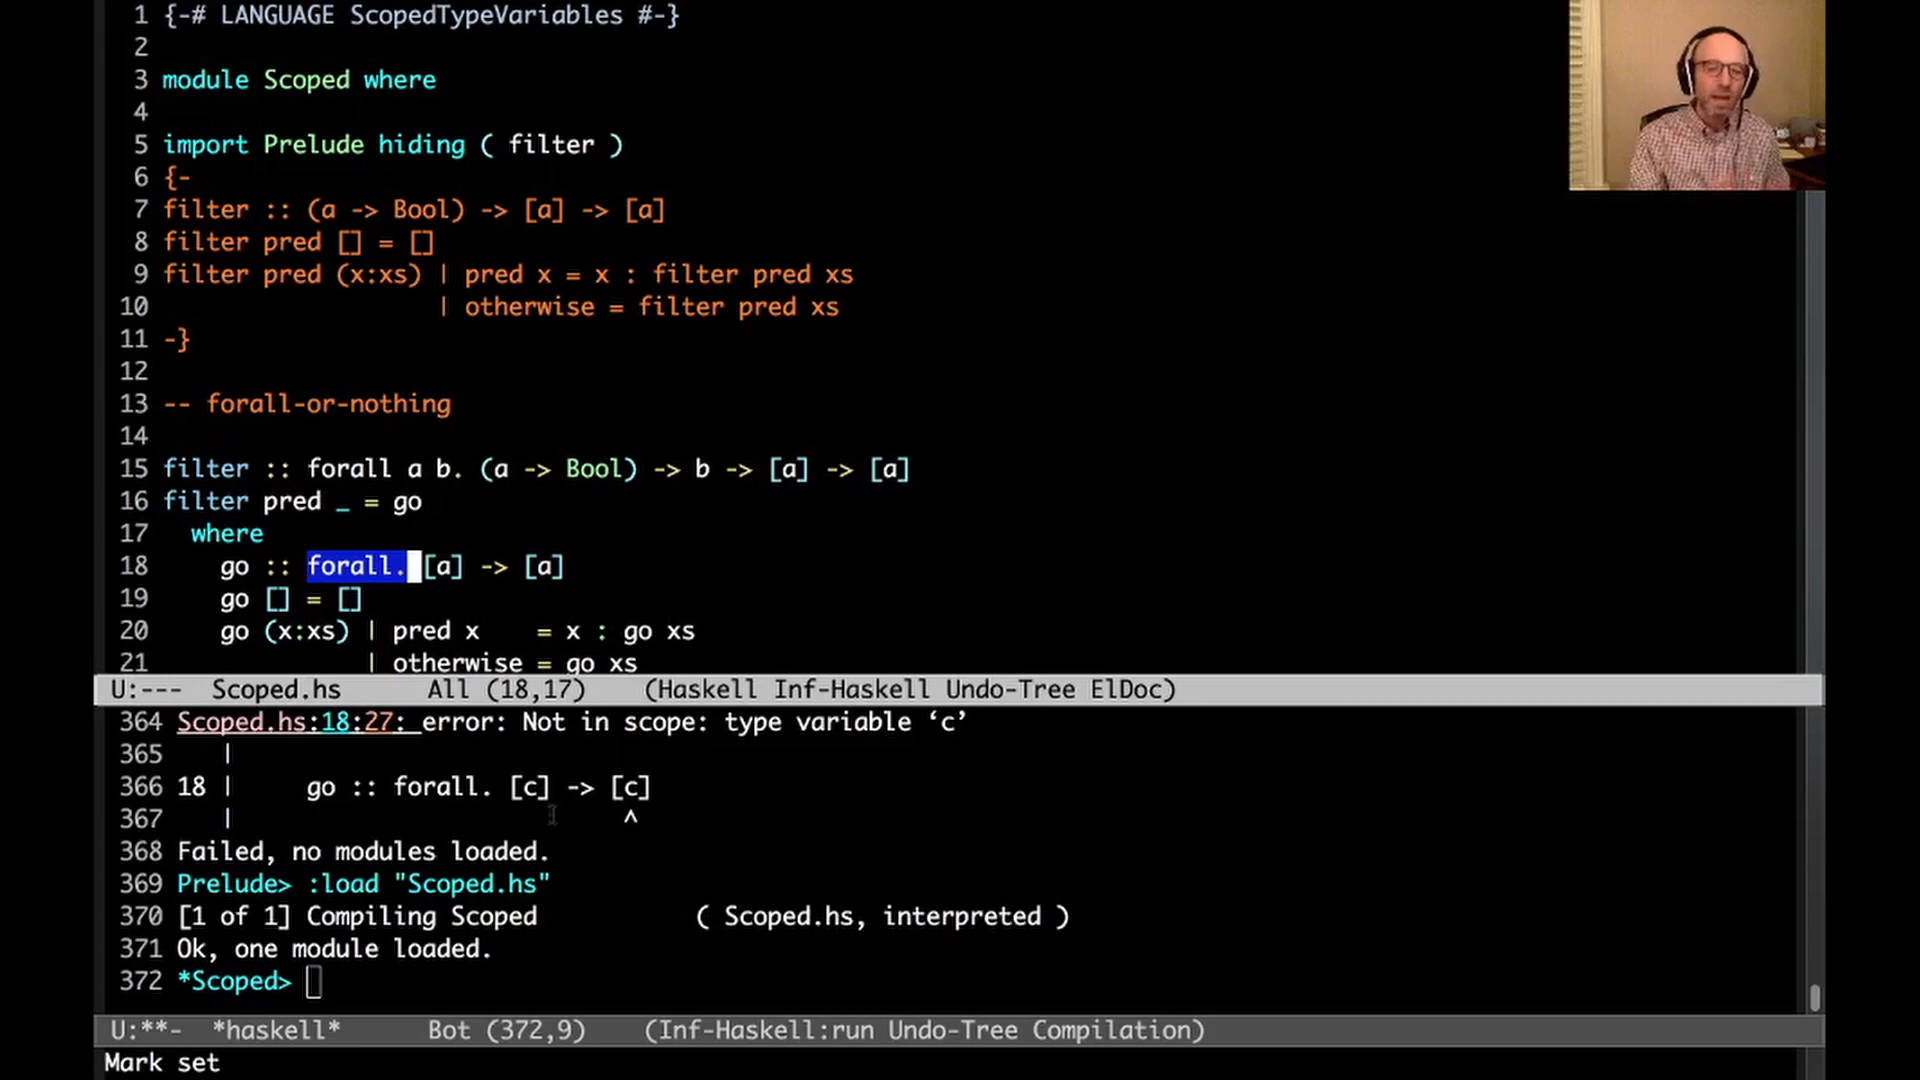 1 {-# LANGUAGE ScopedTypeVariables #-}
2
3 module Scoped where
4
5 import Prelude hiding ( filter )
6 {-
7 filter :: (a -> Bool) -> [a] -> [a]
8 filter pred [] = []
9 filter pred (x:xs) | pred x = x : filter pred xs
10                    | otherwise = filter pred xs
11 -}
12
13 -- forall-or-nothing
14
15 filter :: forall a b. (a -> Bool) -> b -> [a] -> [a]
16 filter pred _ = go
17   where
18     go :: forall. [a] -> [a]
19     go [] = []
20     go (x:xs) | pred x    = x : go xs
21               | otherwise = go xs
U:---  Scoped.hs      All (18,17)    (Haskell Inf-Haskell Undo-Tree ElDoc)
364 Scoped.hs:18:27: error: Not in scope: type variable ‘c’
365    |
366 18 |     go :: forall. [c] -> [c]
367    |                           ^
368 Failed, no modules loaded.
369 Prelude> :load "Scoped.hs"
370 [1 of 1] Compiling Scoped           ( Scoped.hs, interpreted )
371 Ok, one module loaded.
372 *Scoped>
U:**-  *haskell*      Bot (372,9)    (Inf-Haskell:run Undo-Tree Compilation)
Mark set